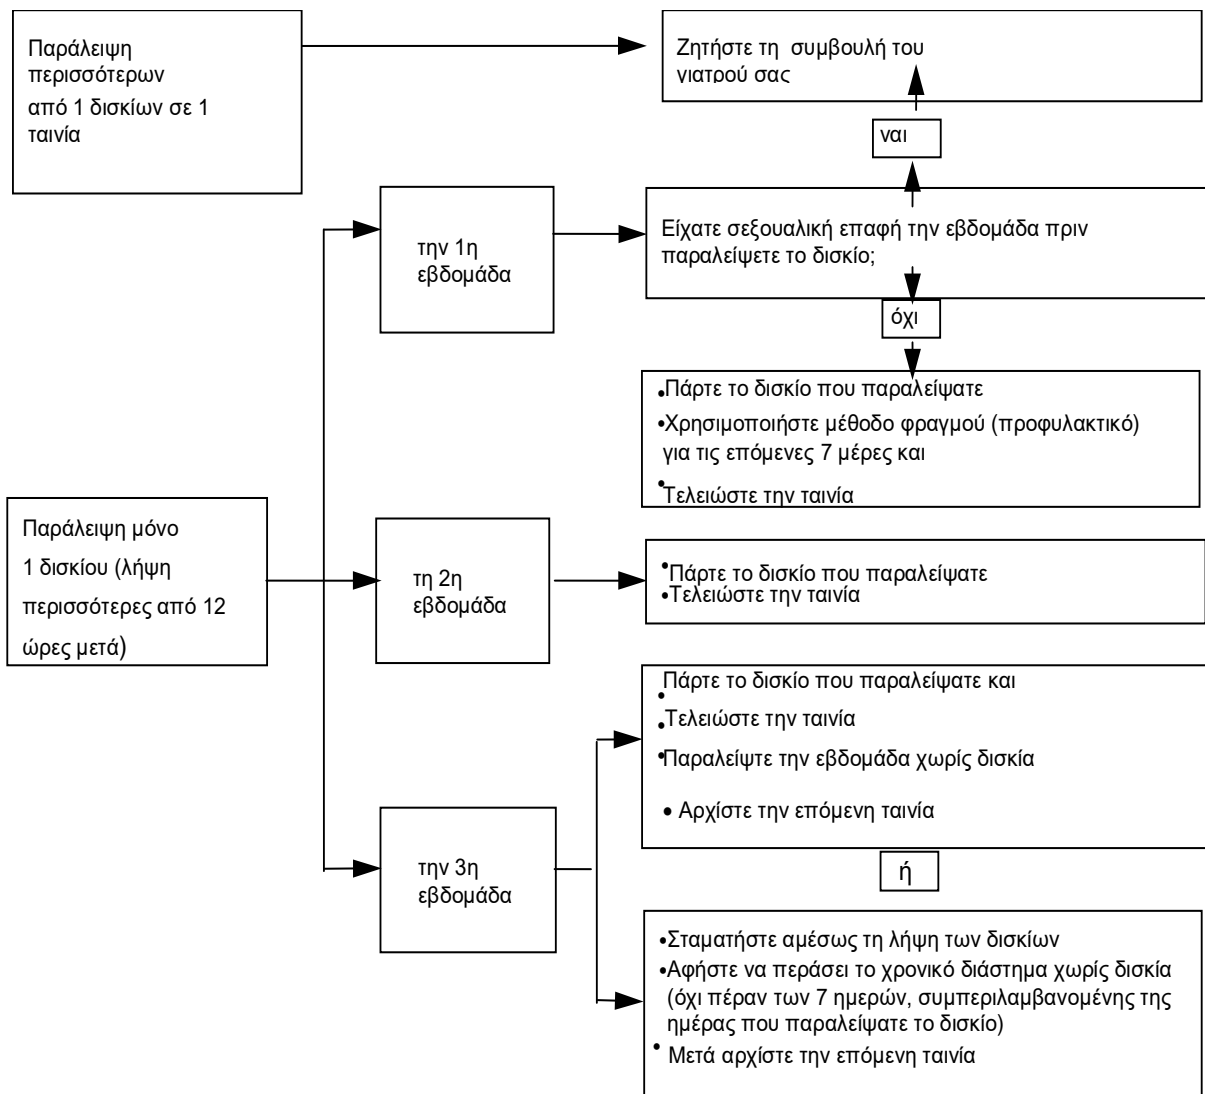 Παράλειψη
περισσότερων
από 1 δισκίων σε 1
ταινία
Ζητήστε τη συμβουλή του
γιατρού σας
ναι
την 1η
εβδομάδα
Είχατε σεξουαλική επαφή την εβδομάδα πριν
παραλείψετε το δισκίο;
όχι
•Πάρτε το δισκίο που παραλείψατε
•Χρησιμοποιήστε μέθοδο φραγμού (προφυλακτικό)
για τις επόμενες 7 μέρες και
•Τελειώστε την ταινία
Παράλειψη μόνο
1 δισκίου (λήψη
περισσότερες από 12
ώρες μετά)
τη 2η
εβδομάδα
•Πάρτε το δισκίο που παραλείψατε
•Τελειώστε την ταινία
•Πάρτε το δισκίο που παραλείψατε και
•Τελειώστε την ταινία
•Παραλείψτε την εβδομάδα χωρίς δισκία
• Αρχίστε την επόμενη ταινία
ή
την 3η
εβδομάδα
•Σταματήστε αμέσως τη λήψη των δισκίων
•Αφήστε να περάσει το χρονικό διάστημα χωρίς δισκία
(όχι πέραν των 7 ημερών, συμπεριλαμβανομένης της
ημέρας που παραλείψατε το δισκίο)
• Μετά αρχίστε την επόμενη ταινία